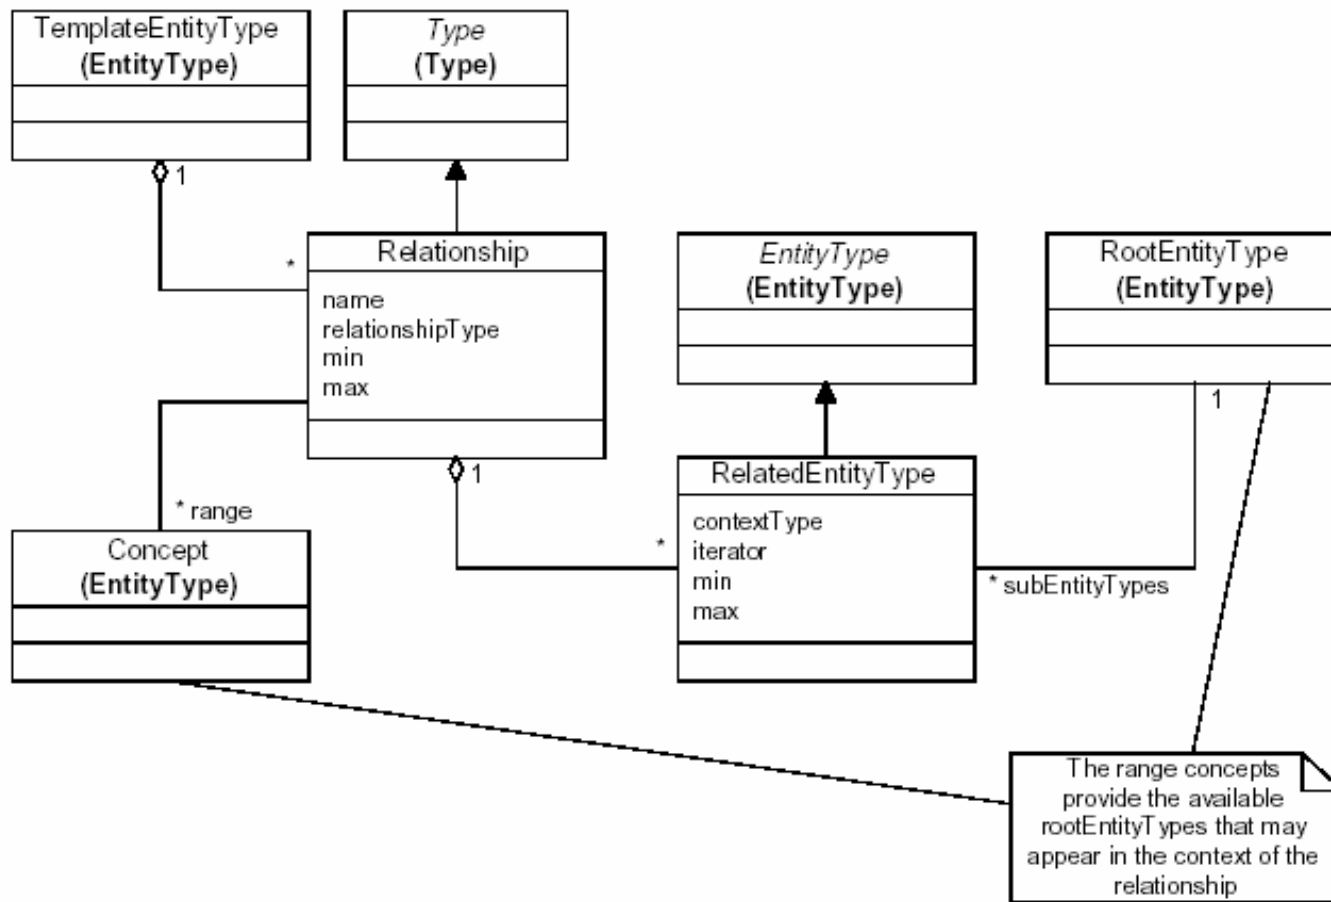 TemplateEntityType
(EntityType)
Type
(Type)
1
*
Relationship
name
relationshipType
min
max
EntityType
(EntityType)
RootEntityType
(EntityType)
1
1
* range
Concept
(EntityType)
*
RelatedEntityType
contextType
iterator
min
max
* subEntityTypes
The range concepts
provide the available
rootEntityTypes that may
appear in the context of the
relationship